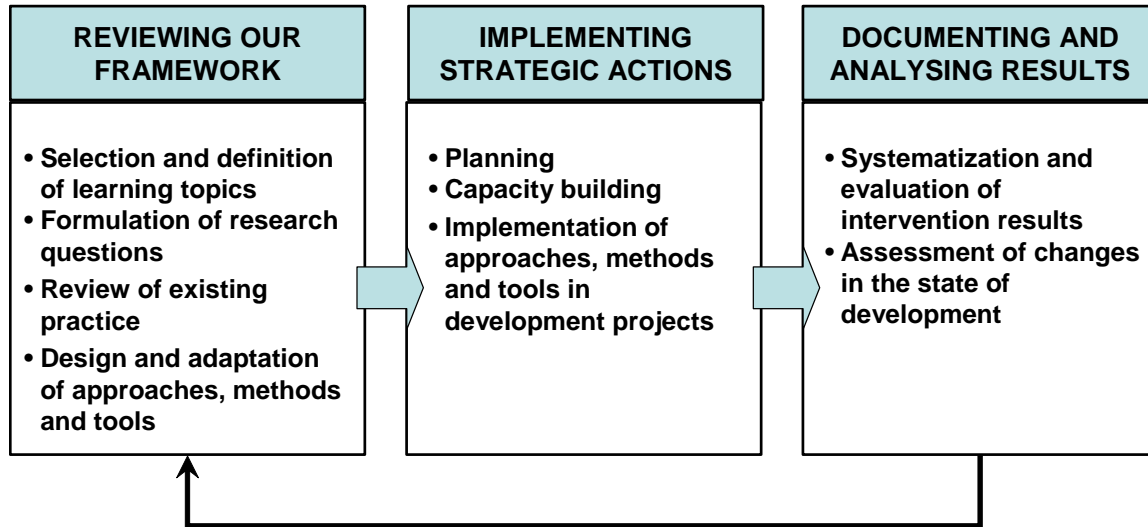 REVIEWING OUR
FRAMEWORK
• Selection and definition
of learning topics
• Formulation of research
questions
• Review of existing
practice
• Design and adaptation
of approaches, methods
and tools
IMPLEMENTING
STRATEGIC ACTIONS
• Planning
• Capacity building
• Implementation of
approaches, methods
and tools in
development projects
DOCUMENTING AND
ANALYSING RESULTS
• Systematization and
evaluation of
intervention results
• Assessment of changes
in the state of
development